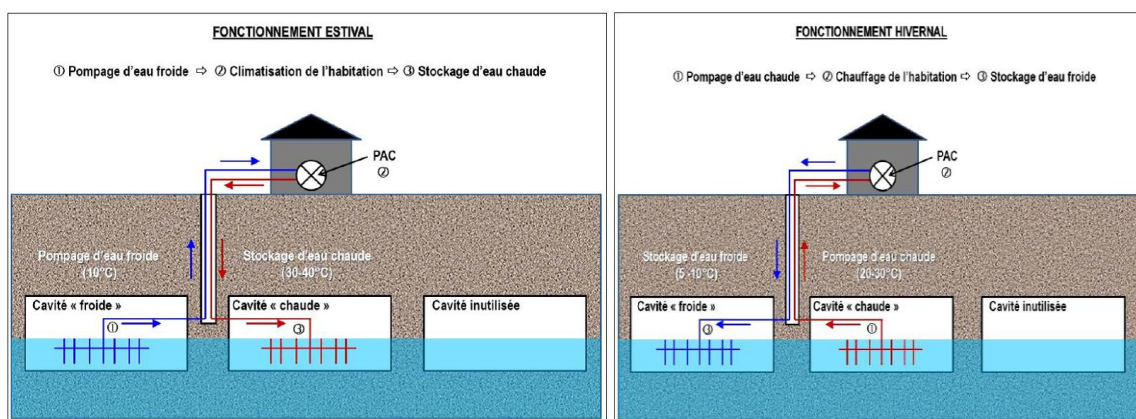 FONCTIONNEMENT ESTIVAL
① Pompage d'eau froide ⇨ ② Climatisation de l'habitation ⇨ ③ Stockage d'eau chaude
PAC
②
Pompage d'eau froide
(10°C)
Stockage d'eau chaude
(30-40°C)
Cavité « froide »
Cavité « chaude »
Cavité inutilisée
①
③
FONCTIONNEMENT HIVERNAL
① Pompage d'eau chaude ⇨ ② Chauffage de l'habitation ⇨ ③ Stockage d'eau froide
PAC
②
Stockage d'eau froide
(5 -10°C)
Pompage d'eau chaude
(20-30°C)
Cavité « froide »
Cavité « chaude »
Cavité inutilisée
③
①